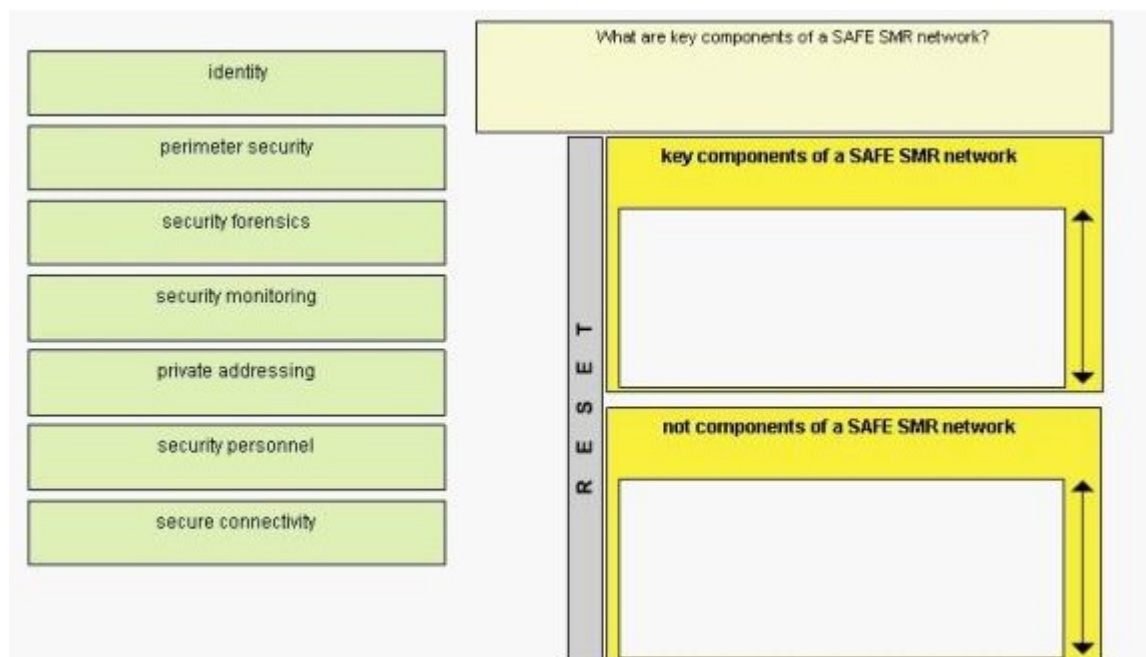 What are key components of a SAFE SMR network?
identity
perimeter security
security forensics
security monitoring
private addressing
security personnel
secure connectivity
RESET
key components of a SAFE SMR network
not components of a SAFE SMR network